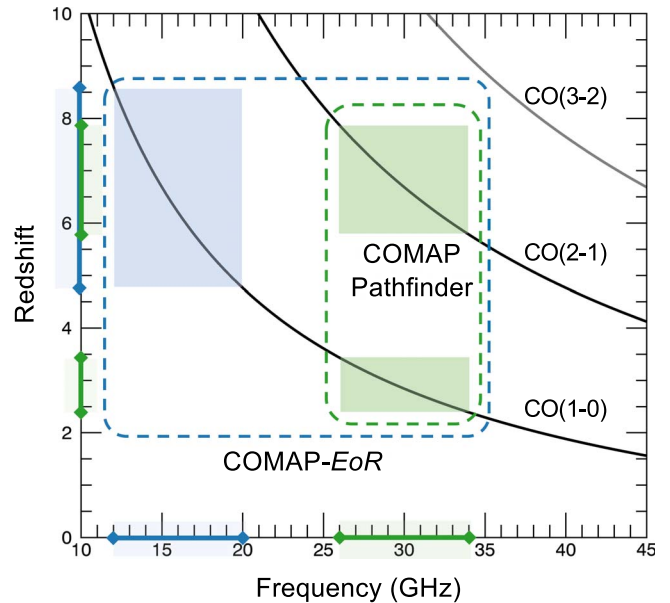 10
8
CO(3-2)
6
COMAP
Pathfinder
CO(2-1)
Redshift
4
CO(1-0)
2
COMAP-EoR
0
10
15
20
25
30
35
40
45
Frequency (GHz)